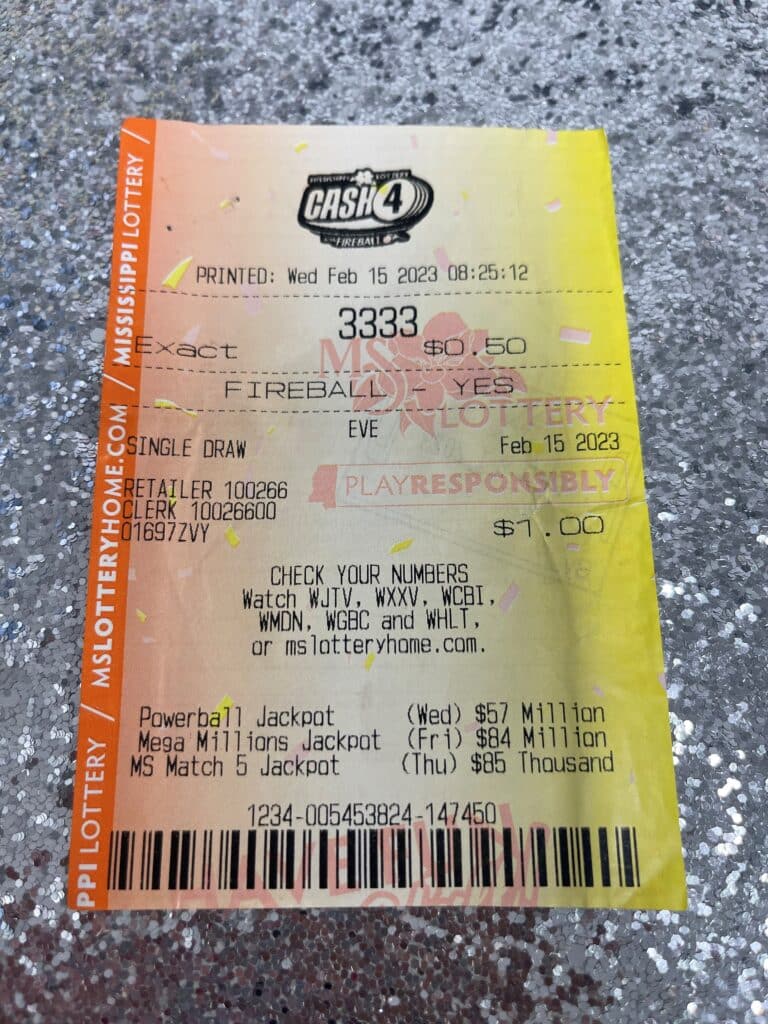 MISSISSIPPI LOTTERY
CASH 4
FIREBALL
PRINTED: Wed Feb 15 2023 08:25:12
3333
Exact $0.50
FIREBALL - YES
EVE
SINGLE DRAW Feb 15 2023
RETAILER 100266
CLERK 10026600
01697ZVY $1.00
MS
LOTTERY
PLAYRESPONSIBLY
CHECK YOUR NUMBERS
Watch WJTV, WXXV, WCBI,
WMDN, WGBC and WHLT,
or mslotteryhome.com.
Powerball Jackpot (Wed) $57 Million
Mega Millions Jackpot (Fri) $84 Million
MS Match 5 Jackpot (Thu) $85 Thousand
1234-005453824-147450
PPI LOTTERY / MSLOTTERYHOME.COM / MISSISSIPPI LOTTERY /